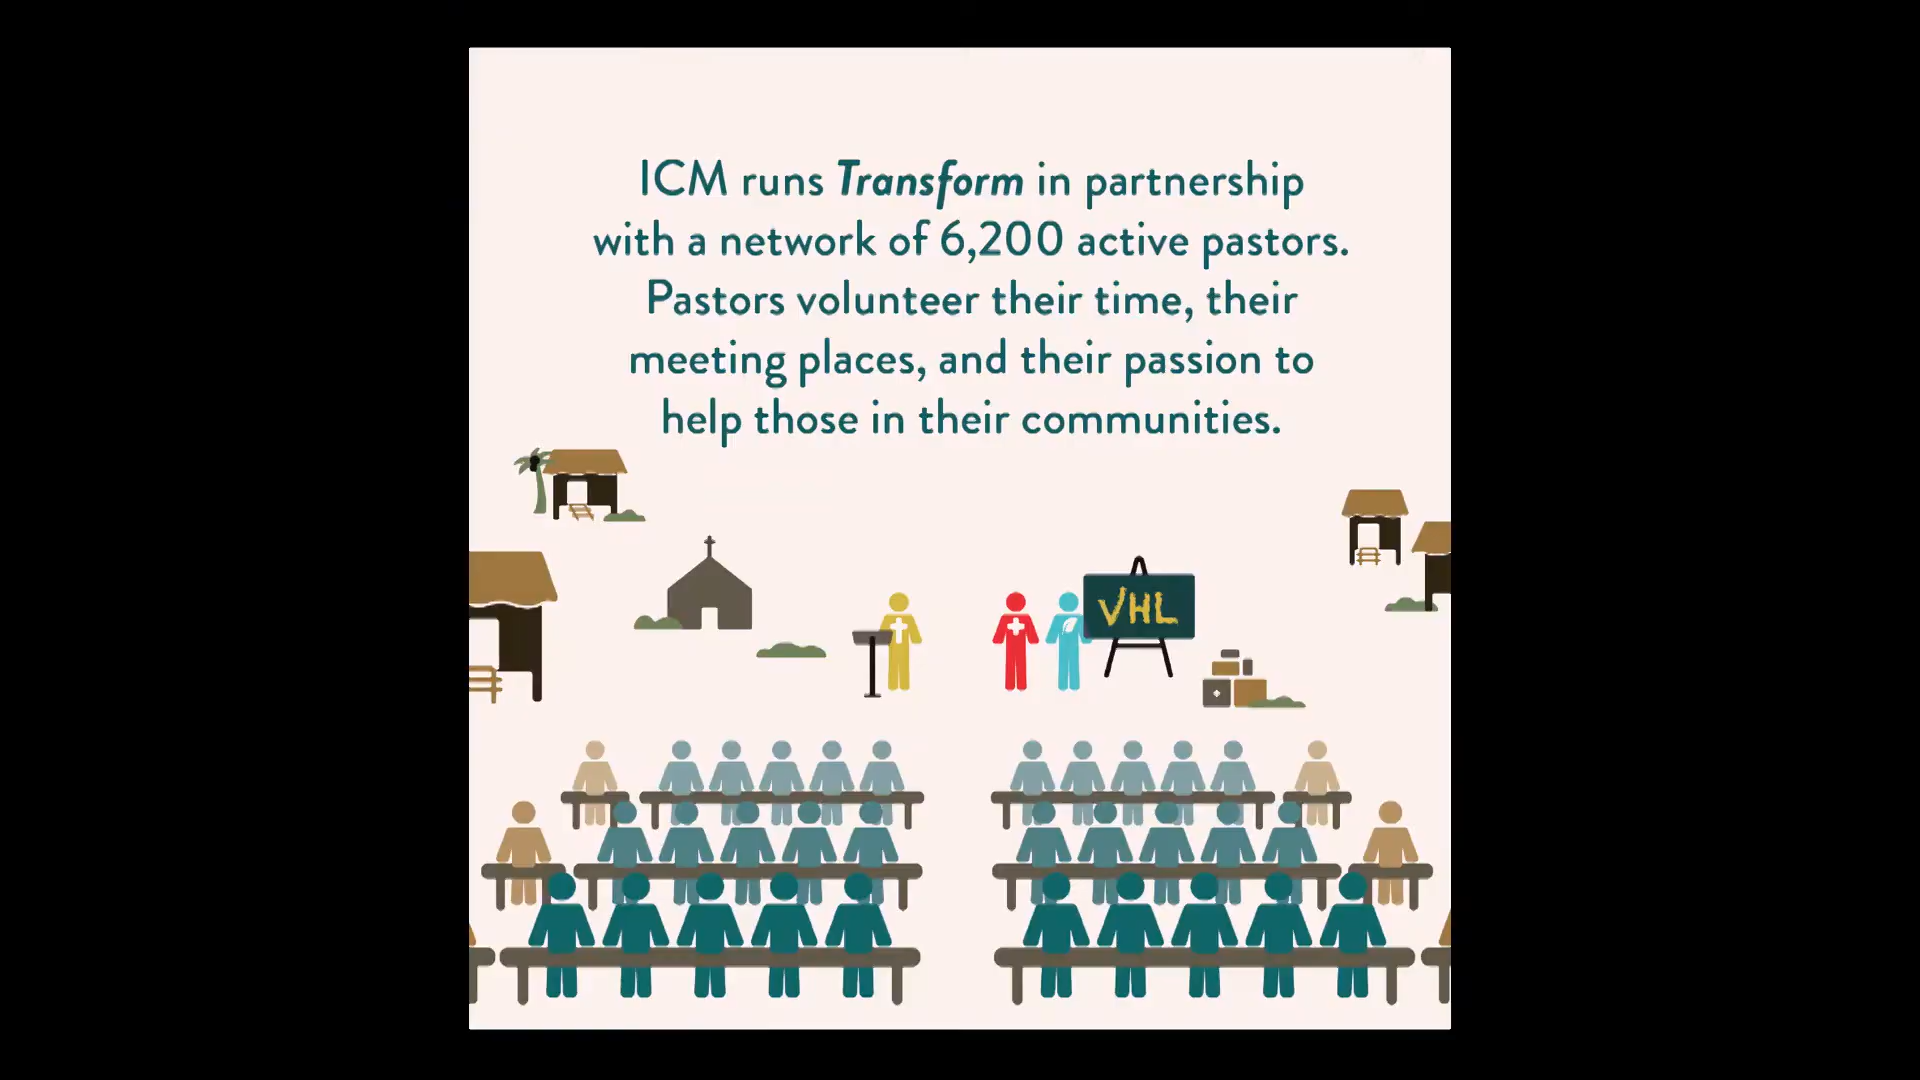 ICM runs Transform in partnership
with a network of 6,200 active pastors.
Pastors volunteer their time, their
meeting places, and their passion to
help those in their communities.
VHL